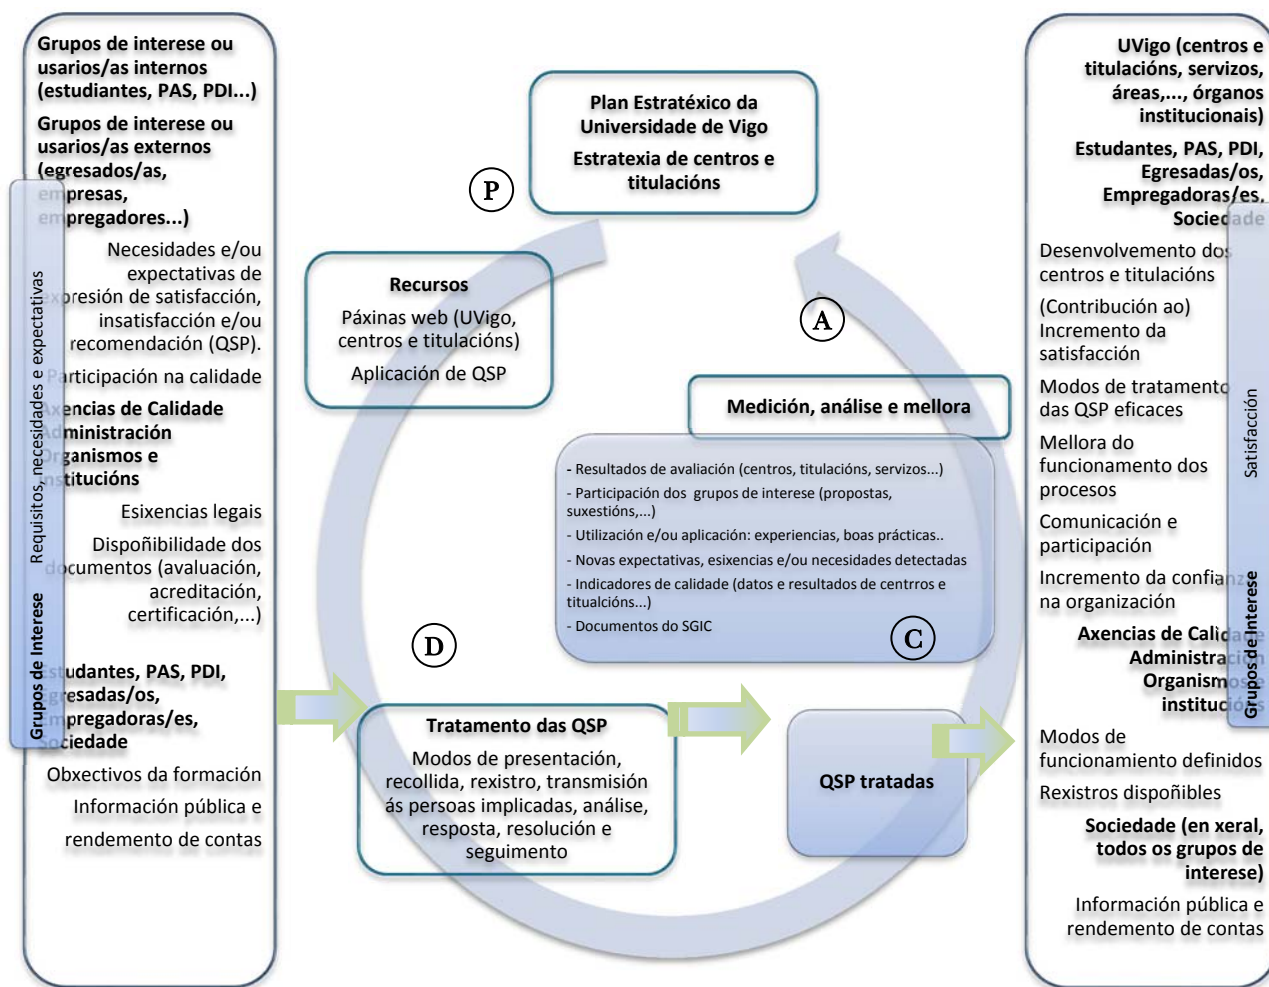 Grupos de interese ou
usarios/as internos
(estudiantes, PAS, PDI...)
Grupos de interese ou
usarios/as externos
(egresados/as,
empresas,
empregadores...)
Necesidades e/ou
expectativas de
expresión de satisfacción,
insatisfacción e/ou
recomendación (QSP).
Participación na calidade
Axencias de Calidade
Administración
Organismos e
institucións
Esixencias legais
Dispoñibilidade dos
documentos (avaluación,
acreditación,
certificación,...)
Estudantes, PAS, PDI,
Egresadas/os,
Empregadoras/es,
Sociedade
Obxectivos da formación
Información pública e
rendemento de contas
Grupos de Interese
Requisitos, necesidades e expectativas
Plan Estratéxico da
Universidade de Vigo
Estratexia de centros e
titulacións
P
Recursos
Páxinas web (UVigo,
centros e titulacións)
Aplicación de QSP
A
Medición, análise e mellora
- Resultados de avaliación (centros, titulacións, servizos...)
- Participación dos grupos de interese (propostas,
suxestións,...)
- Utilización e/ou aplicación: experiencias, boas prácticas..
- Novas expectativas, esixencias e/ou necesidades detectadas
- Indicadores de calidade (datos e resultados de centrros e
titualcións...)
- Documentos do SGIC
C
D
Tratamento das QSP
Modos de presentación,
recollida, rexistro, transmisión
ás persoas implicadas, análise,
resposta, resolución e
seguimento
QSP tratadas
UVigo (centros e
titulacións, servizos,
áreas,..., órganos
institucionais)
Estudantes, PAS, PDI,
Egresadas/os,
Empregadoras/es,
Sociedade
Desenvolvemento dos
centros e titulacións
(Contribución ao)
Incremento da
satisfacción
Modos de tratamento
das QSP eficaces
Mellora do
funcionamento dos
procesos
Comunicación e
participación
Incremento da confianza
na organización
Axencias de Calidade
Administración
Organismos e
institucións
Modos de
funcionamiento definidos
Rexistros dispoñibles
Sociedade (en xeral,
todos os grupos de
interese)
Información pública e
rendemento de contas
Grupos de Interese
Satisfacción